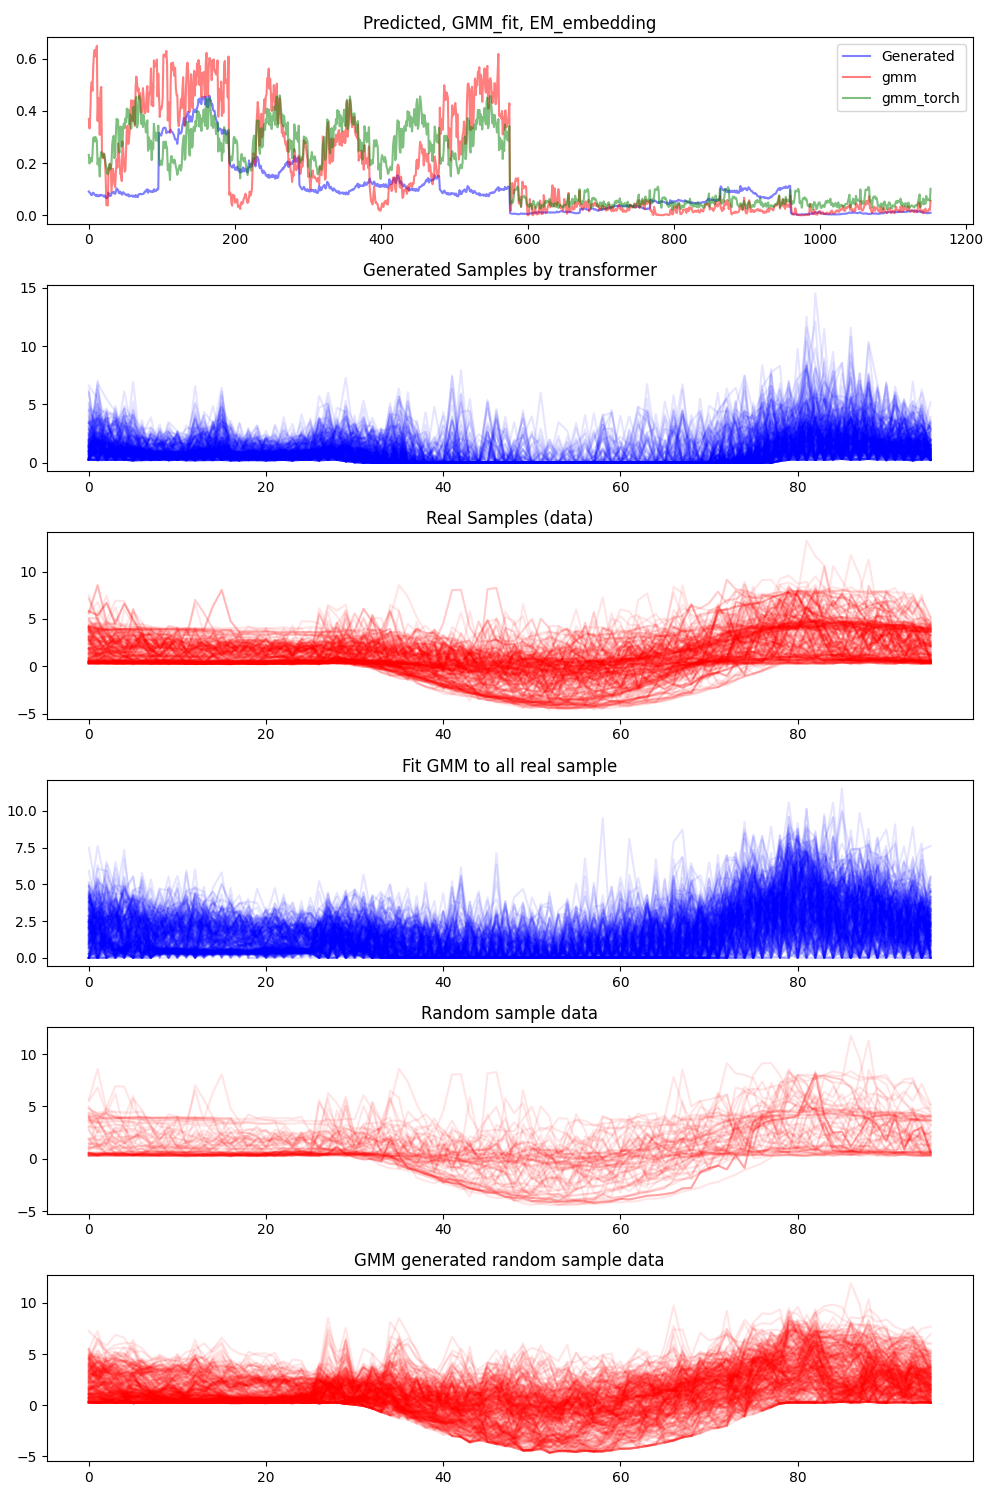 Predicted, GMM_fit, EM_embedding
0.6
0.4
0.2
0.0
Generated
gmm
gmm_torch
0 200 400 600 800 1000 1200
Generated Samples by transformer
15
10
5
0
0 20 40 60 80
Real Samples (data)
10
5
0
−5
0 20 40 60 80
Fit GMM to all real sample
10.0
7.5
5.0
2.5
0.0
0 20 40 60 80
Random sample data
10
5
0
−5
0 20 40 60 80
GMM generated random sample data
10
5
0
−5
0 20 40 60 80